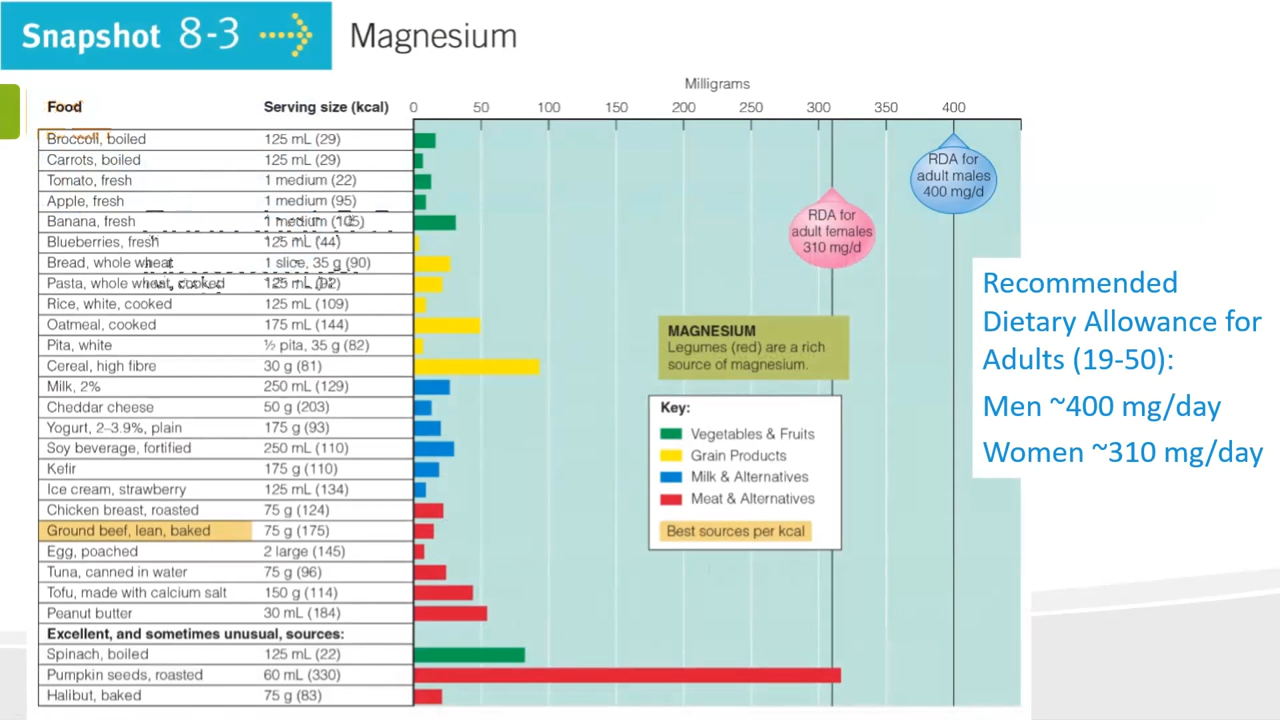 Snapshot 8-3 Magnesium
Milligrams
Food Serving size (kcal) 0 50 100 150 200 250 300 350 400
Broccoli, boiled 125 mL (29)
Carrots, boiled 125 mL (29)
Tomato, fresh 1 medium (22)
Apple, fresh 1 medium (95)
Banana, fresh 1 medium (105)
Blueberries, fresh 125 mL (44)
Bread, whole wheat 1 slice, 35 g (90)
Pasta, whole wheat, cooked 125 mL (92)
Rice, white, cooked 125 mL (109)
Oatmeal, cooked 175 mL (144)
Pita, white ½ pita, 35 g (82)
Cereal, high fibre 30 g (81)
Milk, 2% 250 mL (129)
Cheddar cheese 50 g (203)
Yogurt, 2–3.9%, plain 175 g (93)
Soy beverage, fortified 250 mL (110)
Kefir 175 g (110)
Ice cream, strawberry 125 mL (134)
Chicken breast, roasted 75 g (124)
Ground beef, lean, baked 75 g (175)
Egg, poached 2 large (145)
Tuna, canned in water 75 g (96)
Tofu, made with calcium salt 150 g (114)
Peanut butter 30 mL (184)
Excellent, and sometimes unusual, sources:
Spinach, boiled 125 mL (22)
Pumpkin seeds, roasted 60 mL (330)
Halibut, baked 75 g (83)
RDA for
adult males
400 mg/d
RDA for
adult females
310 mg/d
MAGNESIUM
Legumes (red) are a rich
source of magnesium.
Key:
Vegetables & Fruits
Grain Products
Milk & Alternatives
Meat & Alternatives
Best sources per kcal
Recommended
Dietary Allowance for
Adults (19-50):
Men ~400 mg/day
Women ~310 mg/day